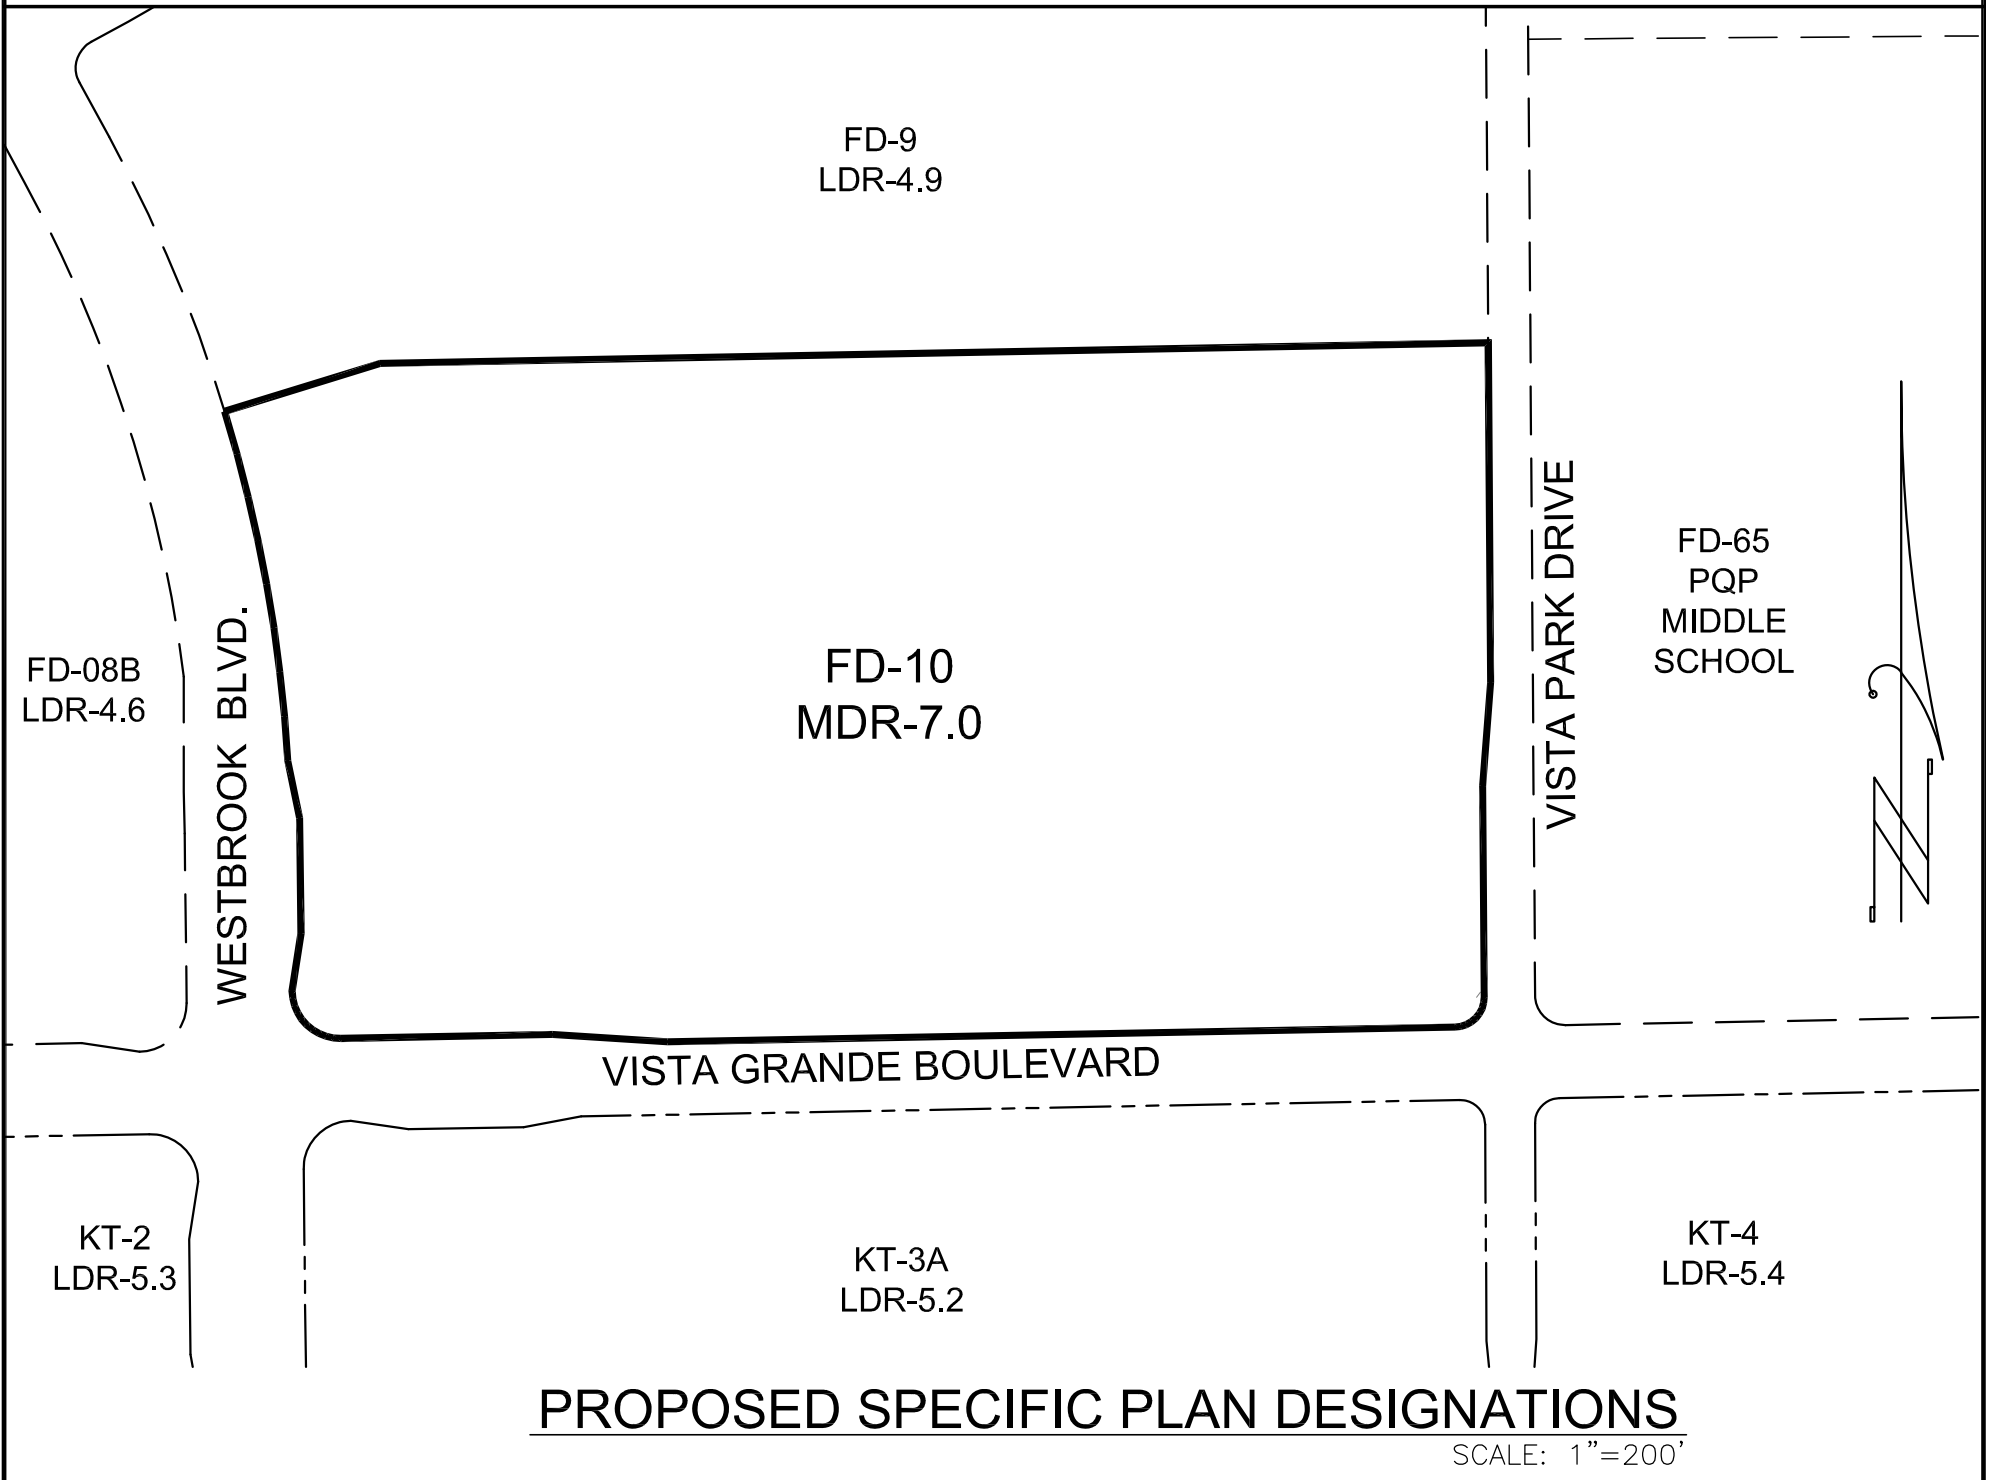 FD-9
LDR-4.9
FD-65
PQP
MIDDLE
SCHOOL
VISTA PARK DRIVE
FD-08B
LDR-4.6
WESTBROOK BLVD.
FD-10
MDR-7.0
N
VISTA GRANDE BOULEVARD
KT-2
LDR-5.3
KT-3A
LDR-5.2
KT-4
LDR-5.4
PROPOSED SPECIFIC PLAN DESIGNATIONS
SCALE: 1"=200'